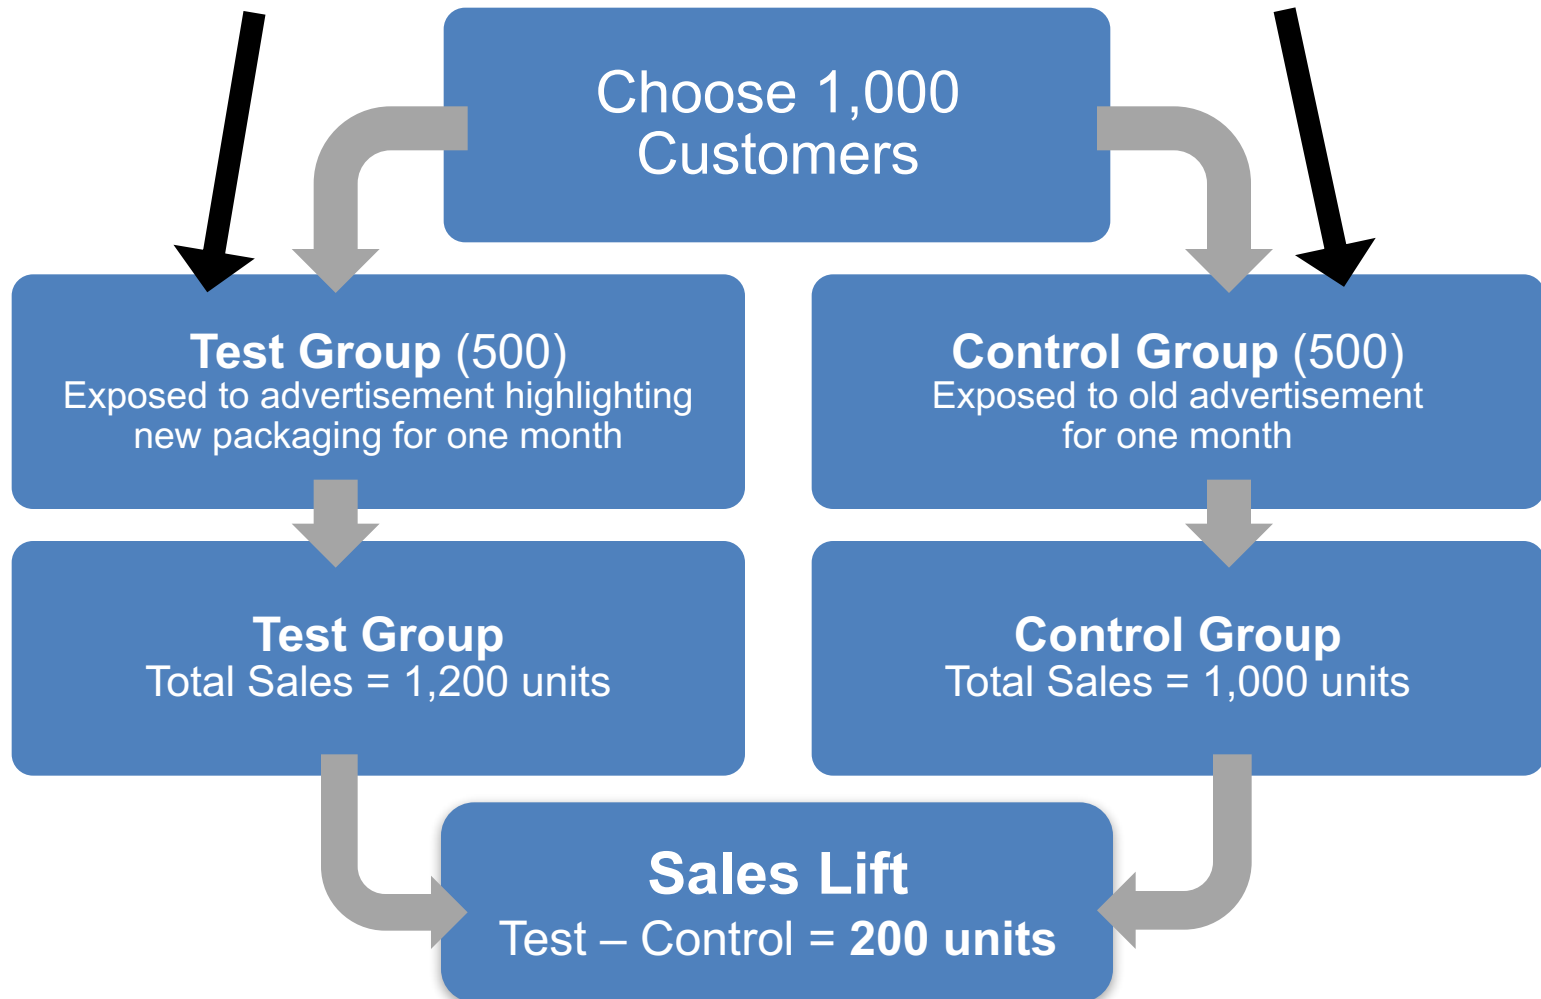 Choose 1,000
Customers
Test Group (500)
Exposed to advertisement highlighting
new packaging for one month
Control Group (500)
Exposed to old advertisement
for one month
Test Group
Total Sales = 1,200 units
Control Group
Total Sales = 1,000 units
Sales Lift
Test – Control = 200 units